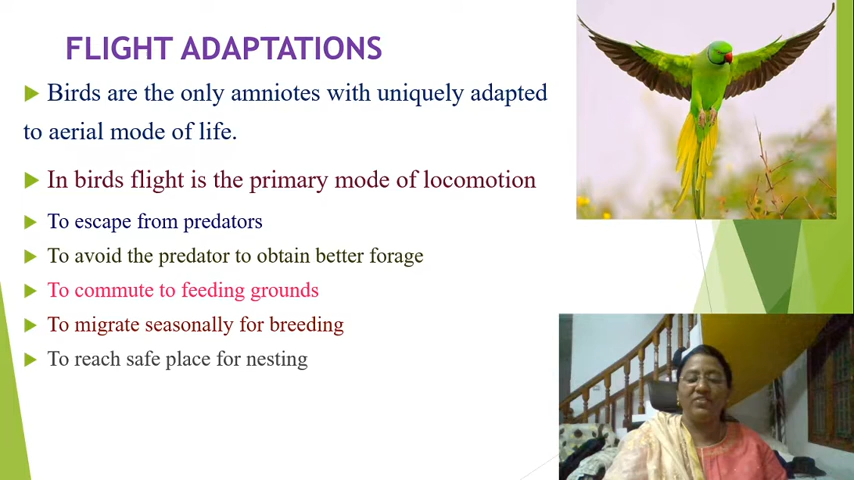 FLIGHT ADAPTATIONS
Birds are the only amniotes with uniquely adapted
to aerial mode of life.
In birds flight is the primary mode of locomotion
To escape from predators
To avoid the predator to obtain better forage
To commute to feeding grounds
To migrate seasonally for breeding
To reach safe place for nesting